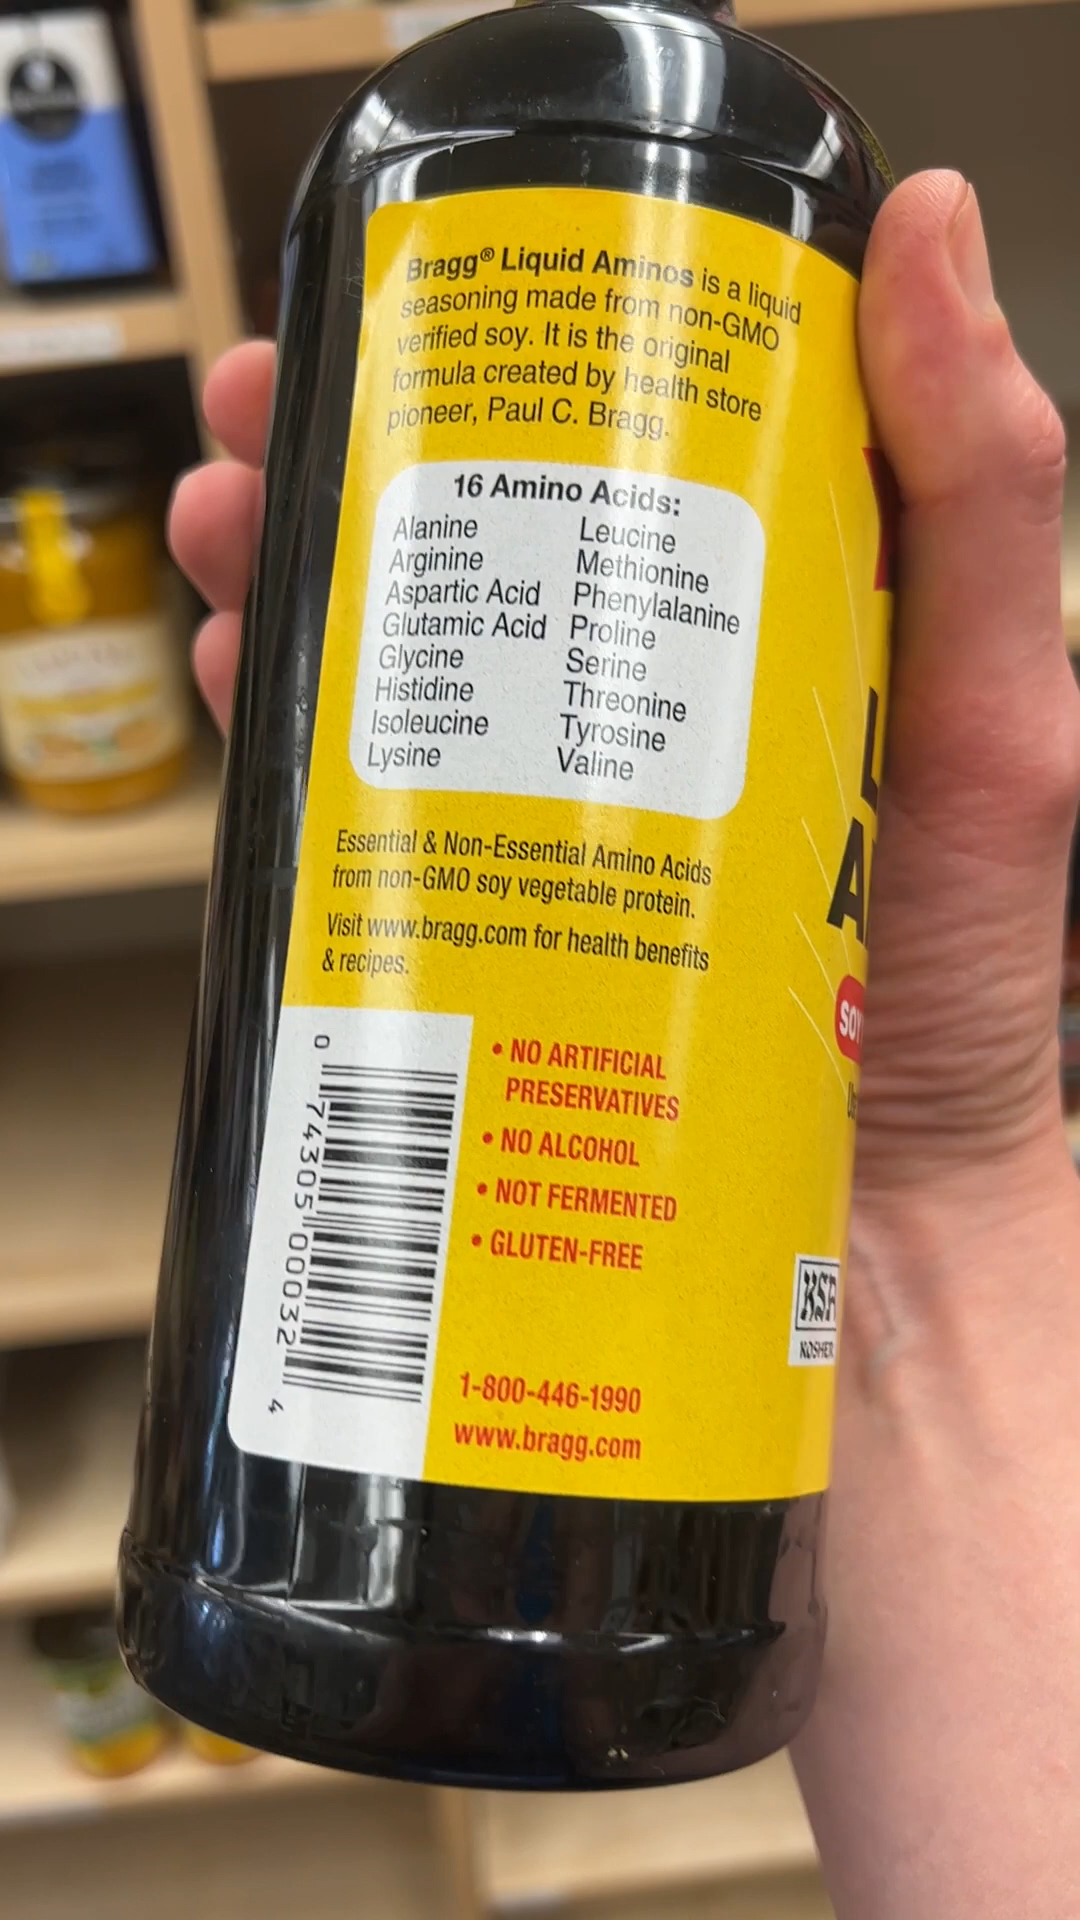 Bragg® Liquid Aminos is a liquid
seasoning made from non-GMO
verified soy. It is the original
formula created by health store
pioneer, Paul C. Bragg.
16 Amino Acids:
Alanine
Arginine
Aspartic Acid
Glutamic Acid
Glycine
Histidine
Isoleucine
Lysine
Leucine
Methionine
Phenylalanine
Proline
Serine
Threonine
Tyrosine
Valine
Essential & Non-Essential Amino Acids
from non-GMO soy vegetable protein.
Visit www.bragg.com for health benefits
& recipes.
0 74305 00032 4
• NO ARTIFICIAL
PRESERVATIVES
• NO ALCOHOL
• NOT FERMENTED
• GLUTEN-FREE
1-800-446-1990
www.bragg.com
KSA
KOSHER
SOY